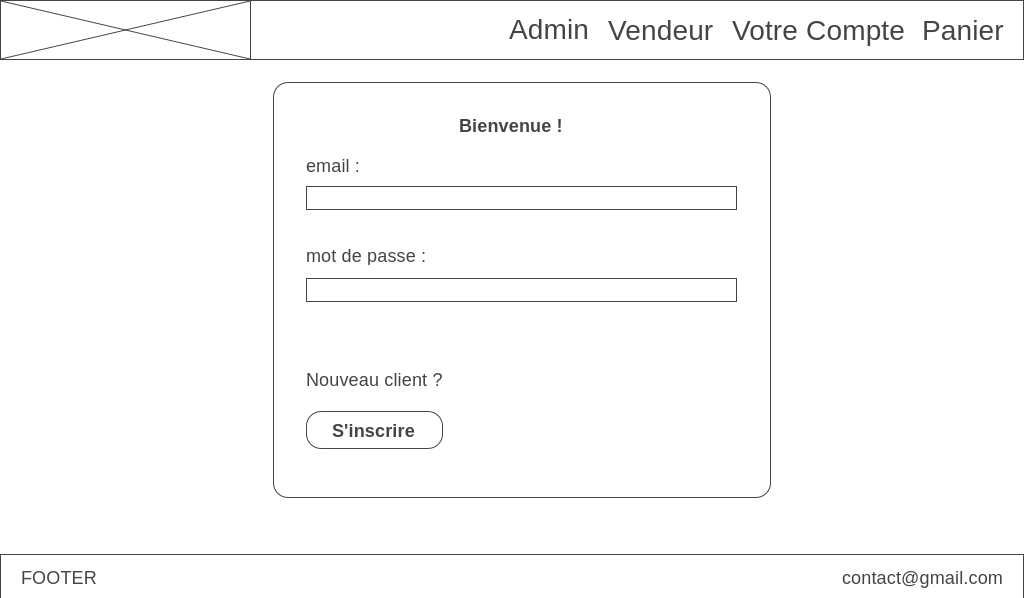 Admin Vendeur Votre Compte Panier
Bienvenue !
email :
mot de passe :
Nouveau client ?
S'inscrire
FOOTER contact@gmail.com